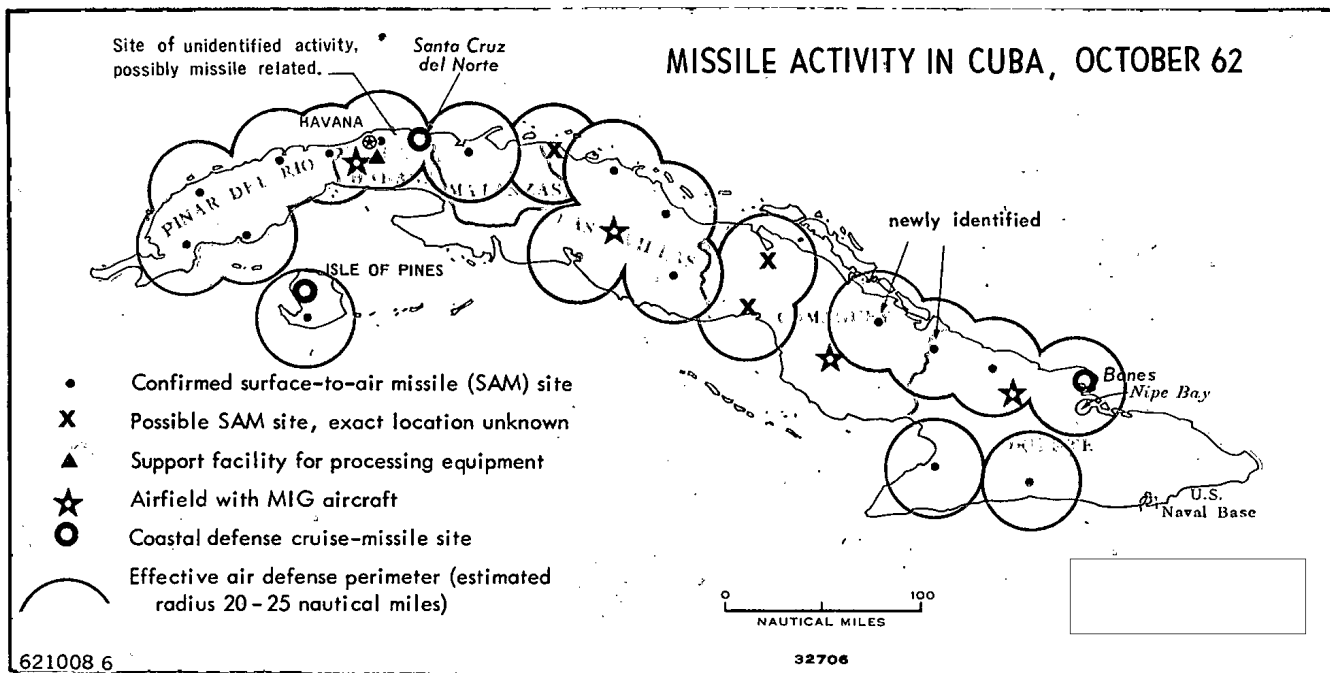 MISSILE ACTIVITY IN CUBA, OCTOBER 62
Site of unidentified activity,
possibly missile related.
Santa Cruz
del Norte
HAVANA
PINAR DEL RIO
MATANZAS
ISLE OF PINES
newly identified
Banes
Nipe Bay
ORIENTE
U.S.
Naval Base
Confirmed surface-to-air missile (SAM) site
Possible SAM site, exact location unknown
Support facility for processing equipment
Airfield with MIG aircraft
Coastal defense cruise-missile site
Effective air defense perimeter (estimated
radius 20-25 nautical miles)
0 100
NAUTICAL MILES
621008 6
32706